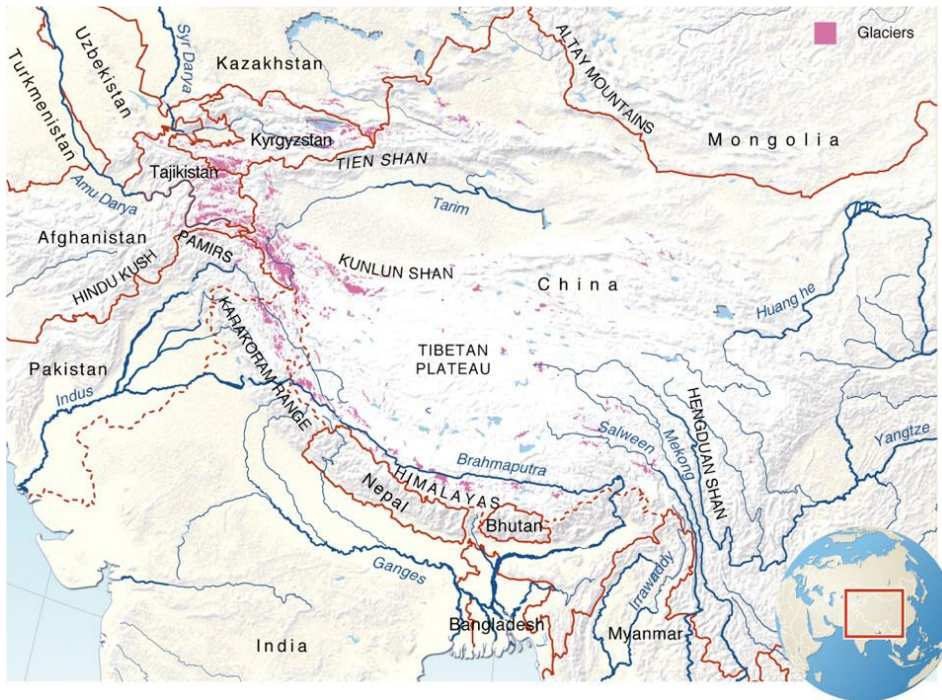 Glaciers
Kazakhstan
Uzbekistan
Syr Darya
Turkmenistan
ALTAY MOUNTAINS
Mongolia
Kyrgyzstan
TIEN SHAN
Tajikistan
Amu Darya
Tarim
Afghanistan
PAMIRS
HINDU KUSH
KUNLUN SHAN
China
Huang he
KARAKORAM RANGE
TIBETAN
PLATEAU
Pakistan
Indus
HENGDUAN SHAN
Salween
Mekong
Yangtze
Brahmaputra
HIMALAYAS
Nepal
Bhutan
Ganges
Irrawaddy
Bangladesh
Myanmar
India